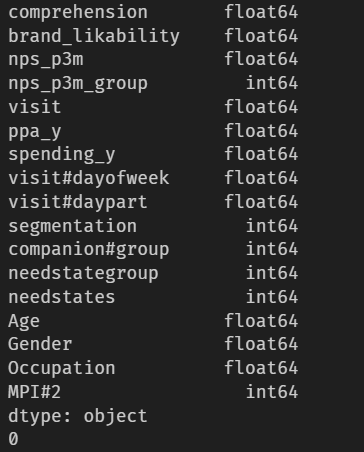 comprehension float64
brand_likability float64
nps_p3m float64
nps_p3m_group int64
visit float64
ppa_y float64
spending_y float64
visit#dayofweek float64
visit#daypart float64
segmentation int64
companion#group int64
needstategroup int64
needstates int64
Age float64
Gender float64
Occupation float64
MPI#2 int64
dtype: object
0